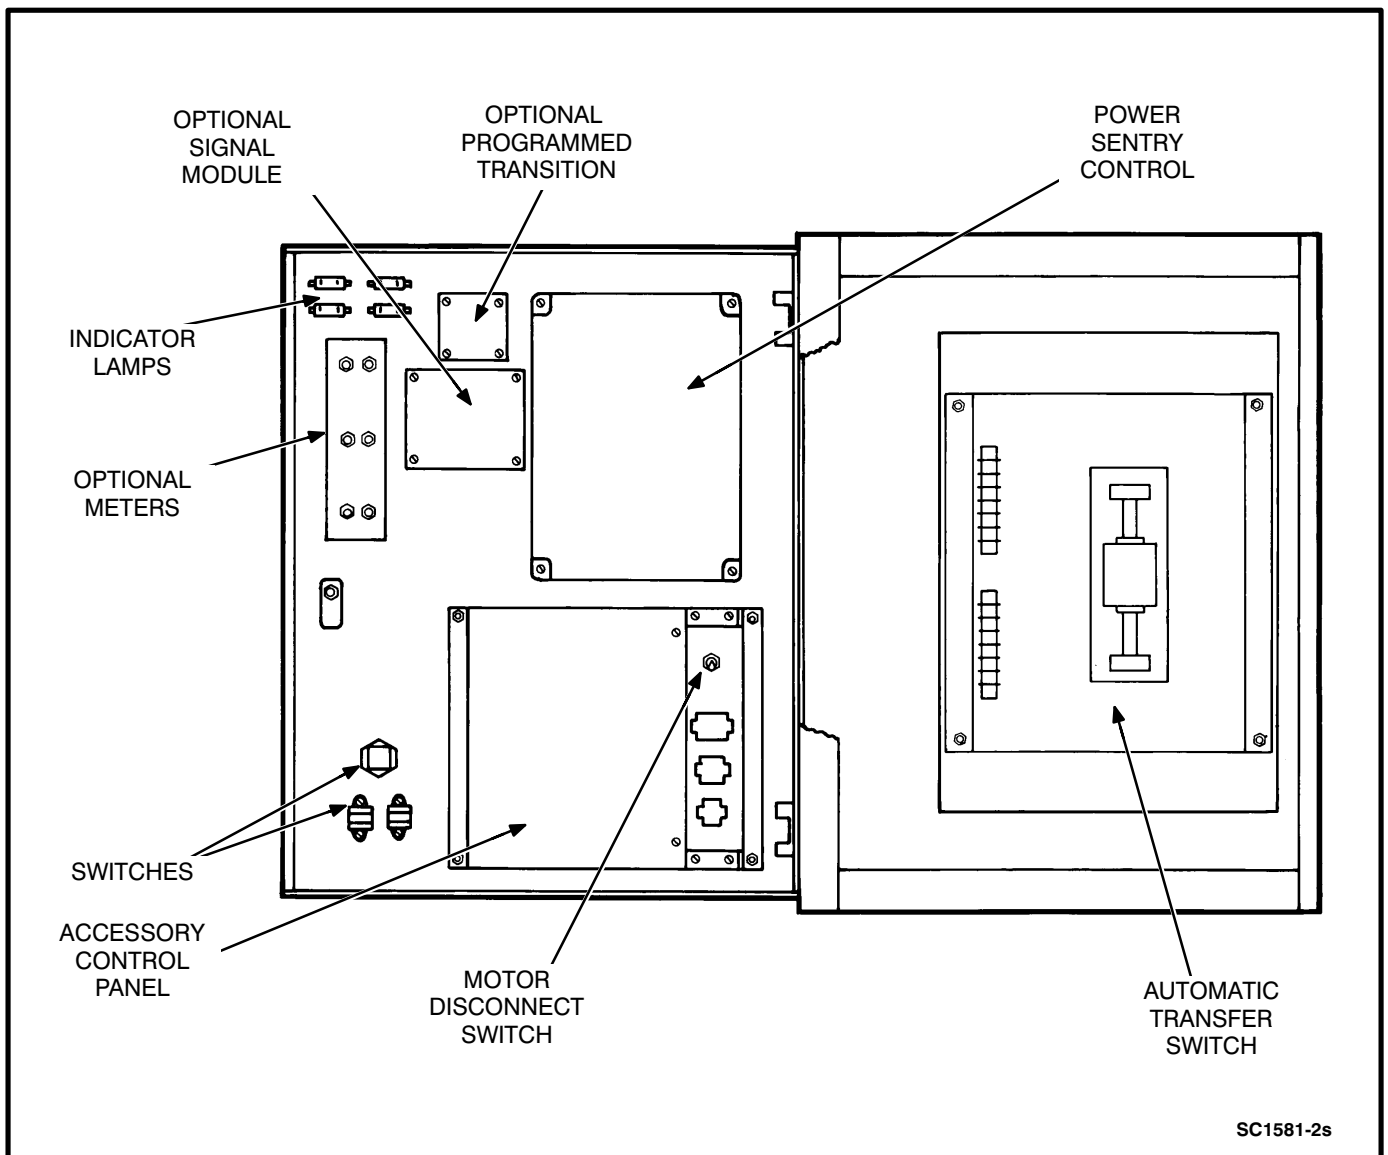 OPTIONAL
SIGNAL
MODULE
OPTIONAL
PROGRAMMED
TRANSITION
POWER
SENTRY
CONTROL
INDICATOR
LAMPS
OPTIONAL
METERS
SWITCHES
ACCESSORY
CONTROL
PANEL
MOTOR
DISCONNECT
SWITCH
AUTOMATIC
TRANSFER
SWITCH
SC1581-2s